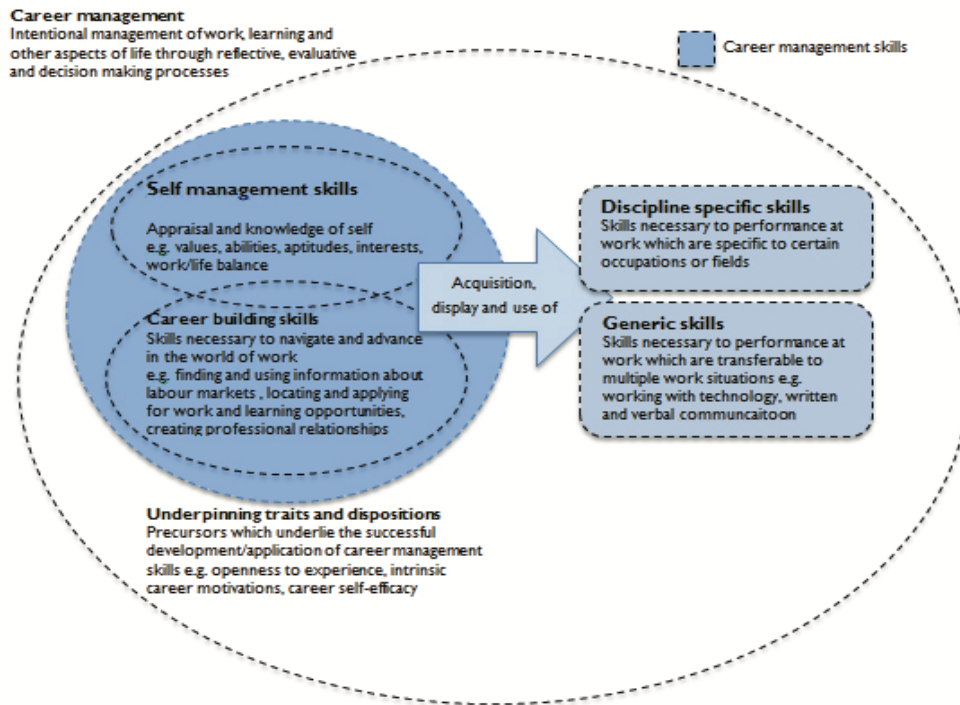 Career management
Intentional management of work, learning and
other aspects of life through reflective, evaluative
and decision making processes
Career management skills
Self management skills
Appraisal and knowledge of self
e.g. values, abilities, aptitudes, interests,
work/life balance
Career building skills
Skills necessary to navigate and advance
in the world of work
e.g. finding and using information about
labour markets , locating and applying
for work and learning opportunities,
creating professional relationships
Acquisition,
display and use of
Discipline specific skills
Skills necessary to performance at
work which are specific to certain
occupations or fields
Generic skills
Skills necessary to performance at
work which are transferable to
multiple work situations e.g.
working with technology, written
and verbal communcaitoon
Underpinning traits and dispositions
Precursors which underlie the successful
development/application of career management
skills e.g. openness to experience, intrinsic
career motivations, career self-efficacy